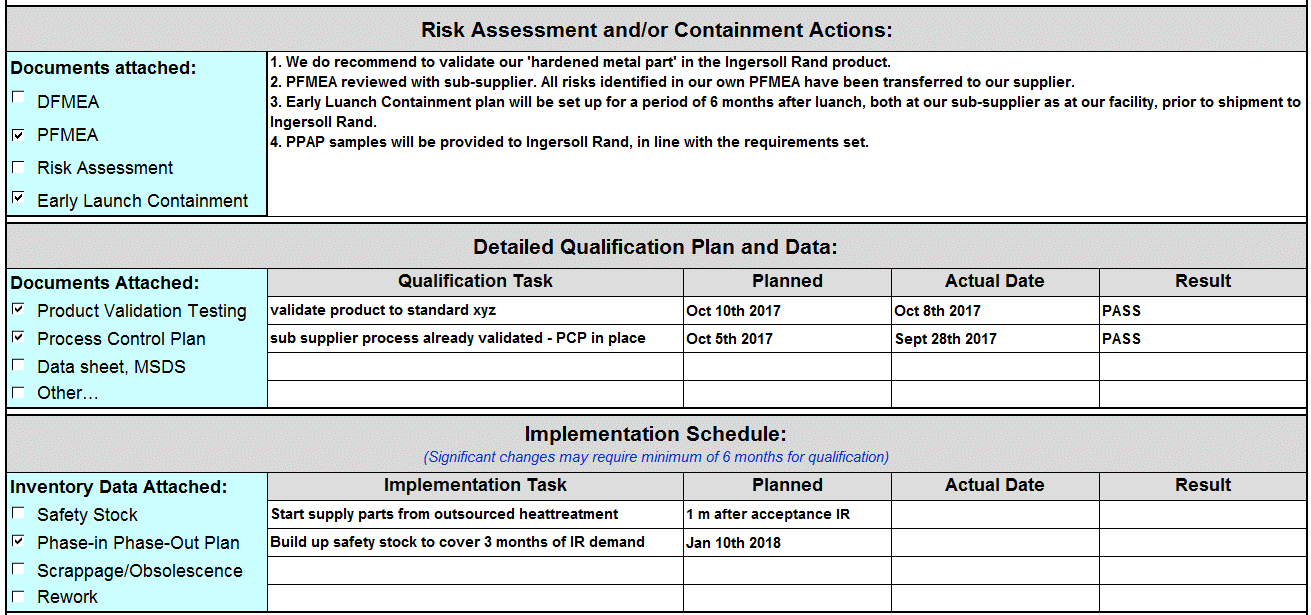 Risk Assessment and/or Containment Actions:
Documents attached:
DFMEA
PFMEA
Risk Assessment
Early Launch Containment
1. We do recommend to validate our 'hardened metal part' in the Ingersoll Rand product.
2. PFMEA reviewed with sub-supplier. All risks identified in our own PFMEA have been transferred to our supplier.
3. Early Luanch Containment plan will be set up for a period of 6 months after luanch, both at our sub-supplier as at our facility, prior to shipment to
Ingersoll Rand.
4. PPAP samples will be provided to Ingersoll Rand, in line with the requirements set.
Detailed Qualification Plan and Data:
Documents Attached: Qualification Task Planned Actual Date Result
Product Validation Testing validate product to standard xyz Oct 10th 2017 Oct 8th 2017 PASS
Process Control Plan sub supplier process already validated - PCP in place Oct 5th 2017 Sept 28th 2017 PASS
Data sheet, MSDS
Other…
Implementation Schedule:
(Significant changes may require minimum of 6 months for qualification)
Inventory Data Attached: Implementation Task Planned Actual Date Result
Safety Stock Start supply parts from outsourced heattreatment 1 m after acceptance IR
Phase-in Phase-Out Plan Build up safety stock to cover 3 months of IR demand Jan 10th 2018
Scrappage/Obsolescence
Rework